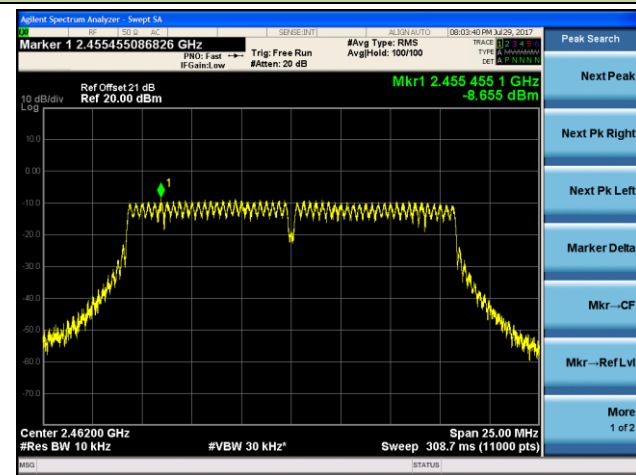 Agilent Spectrum Analyzer - Swept SA
RF 50 Ω AC SENSE:INT ALIGN AUTO 08:03:40 PM Jul 29, 2017
Marker 1 2.455455086826 GHz
PNO: Fast Trig: Free Run
IFGain:Low #Atten: 20 dB
#Avg Type: RMS
Avg|Hold: 100/100
TRACE 1 2 3 4 5 6
TYPE
DET A P N N N N
Peak Search
Ref Offset 21 dB
10 dB/div Ref 20.00 dBm
Log
Mkr1 2.455 455 1 GHz
-8.655 dBm
Next Peak
10.0
Next Pk Right
0.00
1
Next Pk Left
-10.0
-20.0
Marker Delta
-30.0
-40.0
Mkr→CF
-50.0
-60.0
Mkr→Ref Lvl
-70.0
More
1 of 2
Center 2.46200 GHz Span 25.00 MHz
#Res BW 10 kHz #VBW 30 kHz* Sweep 308.7 ms (11000 pts)
MSG STATUS